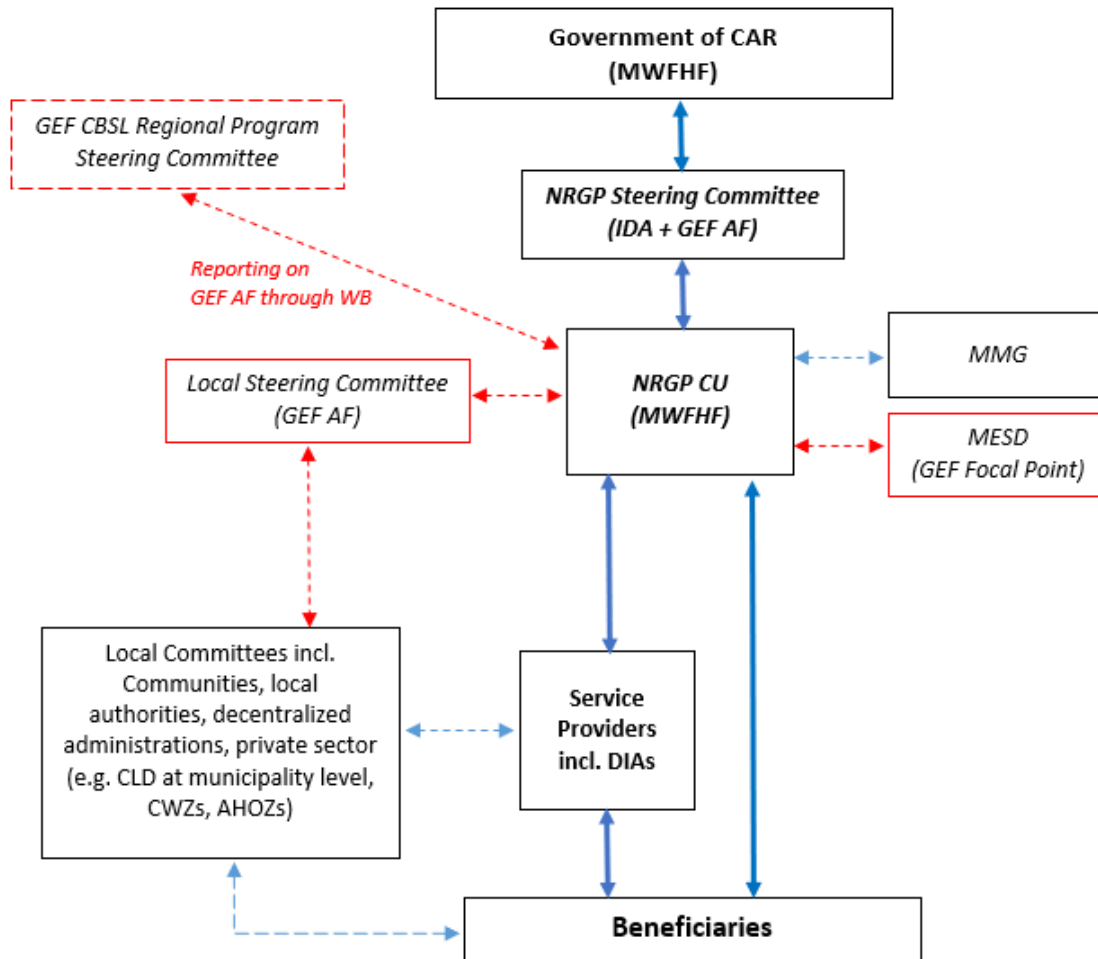 Government of CAR
(MWFHF)
GEF CBSL Regional Program
Steering Committee
NRGP Steering Committee
(IDA + GEF AF)
Reporting on
GEF AF through WB
NRGP CU
(MWFHF)
MMG
Local Steering Committee
(GEF AF)
MESD
(GEF Focal Point)
Local Committees incl.
Communities, local
authorities, decentralized
administrations, private sector
(e.g. CLD at municipality level,
CWZs, AHOZs)
Service
Providers
incl. DIAs
Beneficiaries